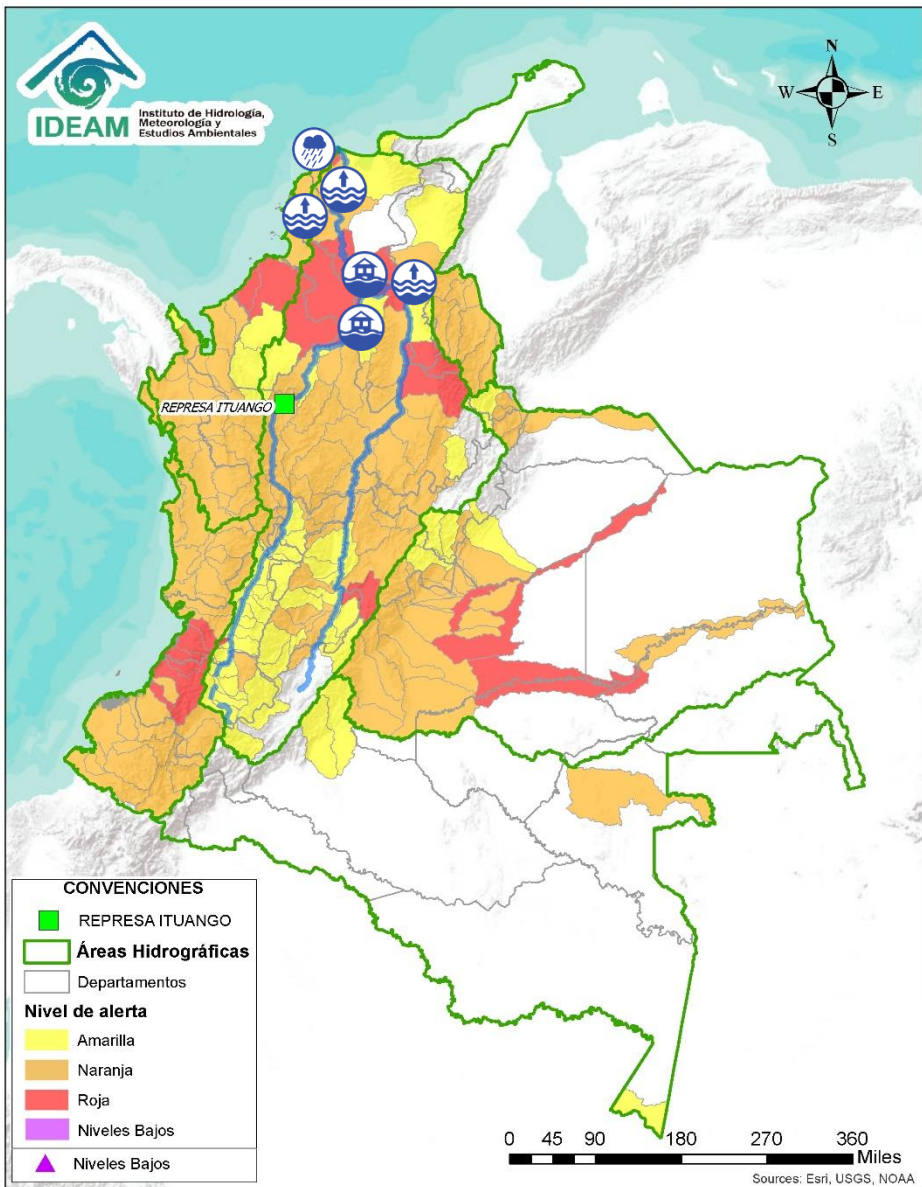 IDEAM
Instituto de Hidrología,
Meteorología y
Estudios Ambientales
N
W
E
S
REPRESA ITUANGO
CONVENCIONES
REPRESA ITUANGO
Áreas Hidrográficas
Departamentos
Nivel de alerta
Amarilla
Naranja
Roja
Niveles Bajos
Niveles Bajos
0 45 90 180 270 360
Miles
Sources: Esri, USGS, NOAA